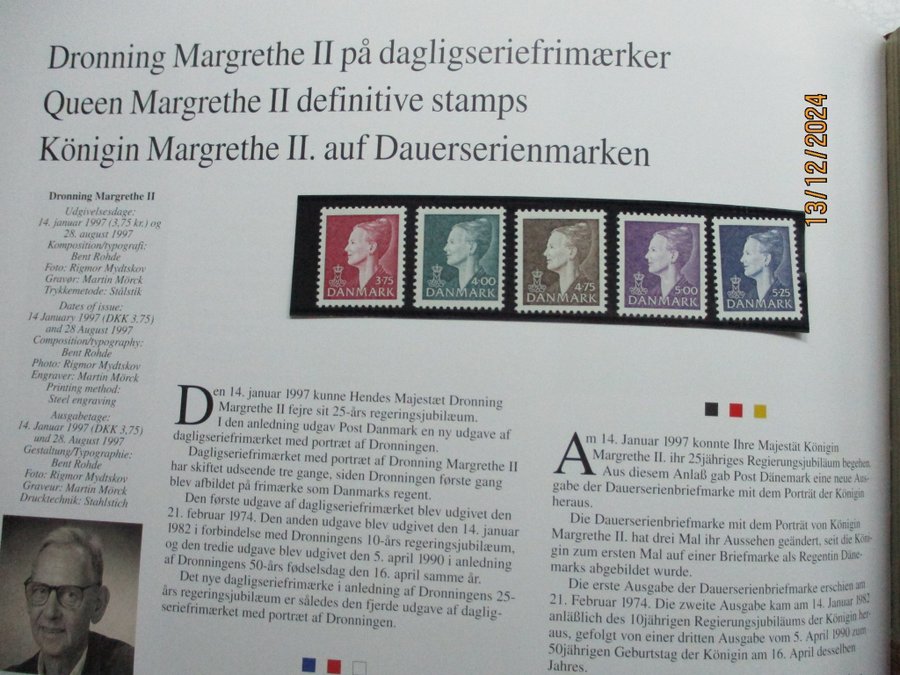 Dronning Margrethe II på dagligseriefrimærker
Queen Margrethe II definitive stamps
Königin Margrethe II. auf Dauerserienmarken
13/12/2024
Dronning Margrethe II
Udgivelsesdage:
14. januar 1997 (3,75 kr.) og
28. august 1997
Komposition/typografi:
Bent Rohde
Foto: Rigmor Mydtskov
Gravør: Martin Mörck
Trykkemetode: Stålstik
Dates of issue:
14 January 1997 (DKK 3.75)
and 28 August 1997
Composition/typography:
Bent Rohde
Photo: Rigmor Mydtskov
Engraver: Martin Mörck
Printing method:
Steel engraving
Ausgabetage:
14. Januar 1997 (DKK 3,75)
und 28. August 1997
Gestaltung/Typographie:
Bent Rohde
Foto: Rigmor Mydtskov
Graveur: Martin Mörck
Drucktechnik: Stahlstich
3·75
DANMARK
4·00
DANMARK
4·75
DANMARK
5·00
DANMARK
5·25
DANMARK
Den 14. januar 1997 kunne Hendes Majestæt Dronning
Margrethe II fejre sit 25-års regeringsjubilæum.
I den anledning udgav Post Danmark en ny udgave af
dagligseriefrimærket med portræt af Dronningen.
Dagligseriefrimærket med portræt af Dronning Margrethe II
har skiftet udseende tre gange, siden Dronningen første gang
blev afbildet på frimærke som Danmarks regent.
Den første udgave af dagligseriefrimærket blev udgivet den
21. februar 1974. Den anden udgave blev udgivet den 14. januar
1982 i forbindelse med Dronningens 10-års regeringsjubilæum,
og den tredie udgave blev udgivet den 5. april 1990 i anledning
af Dronningens 50-års fødselsdag den 16. april samme år.
Det nye dagligseriefrimærke i anledning af Dronningens 25-
års regeringsjubilæum er således den fjerde udgave af daglig-
seriefrimærket med portræt af Dronningen.
Am 14. Januar 1997 konnte Ihre Majestät Königin
Margrethe II. ihr 25jähriges Regierungsjubiläum begehen.
Aus diesem Anlaß gab Post Dänemark eine neue Aus-
gabe der Dauerserienbriefmarke mit dem Porträt der Königin
heraus.
Die Dauerserienbriefmarke mit dem Porträt von Königin
Margrethe II. hat drei Mal ihr Aussehen geändert, seit die Köni-
gin zum ersten Mal auf einer Briefmarke als Regentin Däne-
marks abgebildet wurde.
Die erste Ausgabe der Dauerserienbriefmarke erschien am
21. Februar 1974. Die zweite Ausgabe kam am 14. Januar 1982
anläßlich des 10jährigen Regierungsjubiläums der Königin her-
aus, gefolgt von einer dritten Ausgabe vom 5. April 1990 zum
50jährigen Geburtstag der Königin am 16. April desselben
Jahres.